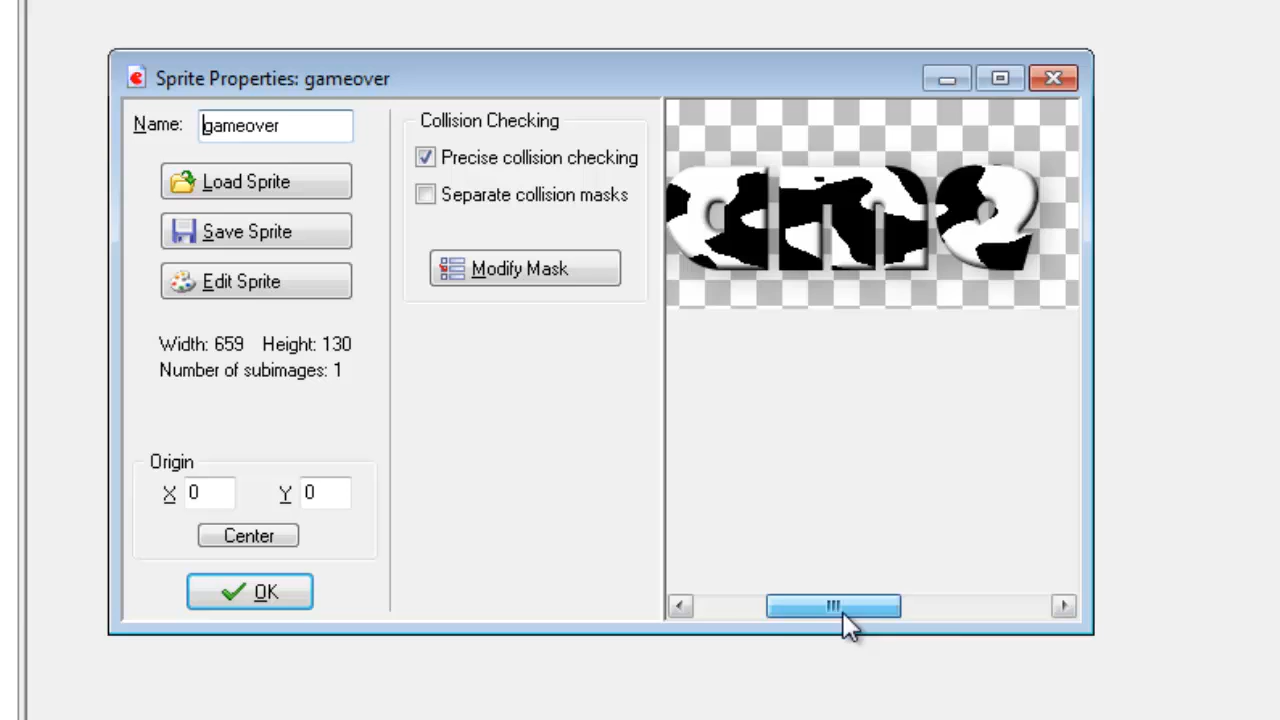 Sprite Properties: gameover
Name: gameover
Load Sprite
Save Sprite
Edit Sprite
Width: 659 Height: 130
Number of subimages: 1
Origin
X 0 Y 0
Center
OK
Collision Checking
Precise collision checking
Separate collision masks
Modify Mask
ame